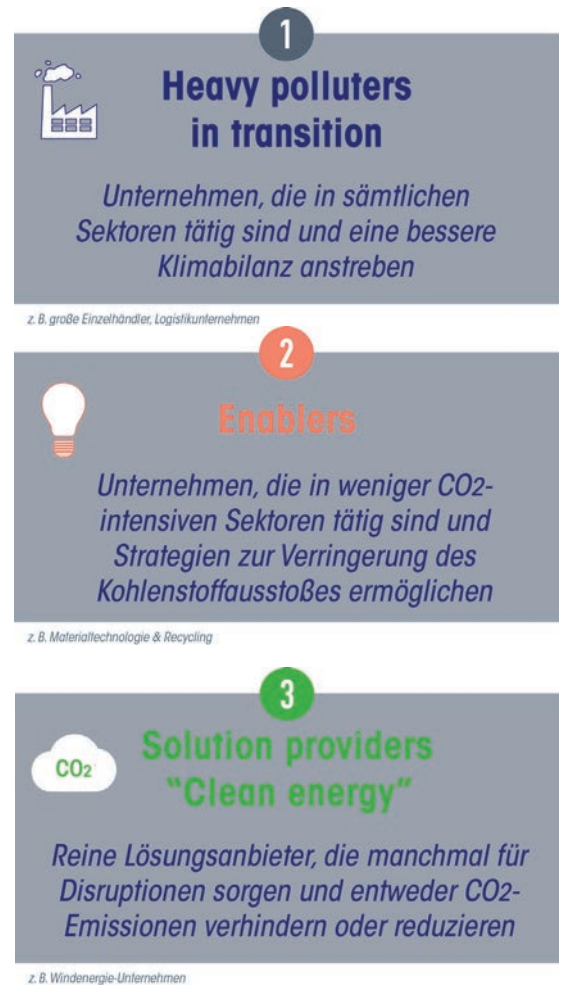 1
Heavy polluters
in transition
Unternehmen, die in sämtlichen
Sektoren tätig sind und eine bessere
Klimabilanz anstreben
z. B. große Einzelhändler, Logistikunternehmen
2
Enablers
Unternehmen, die in weniger CO2-
intensiven Sektoren tätig sind und
Strategien zur Verringerung des
Kohlenstoffausstoßes ermöglichen
z. B. Materialtechnologie & Recycling
3
Solution providers
"Clean energy"
CO2
Reine Lösungsanbieter, die manchmal für
Disruptionen sorgen und entweder CO2-
Emissionen verhindern oder reduzieren
z. B. Windenergie-Unternehmen